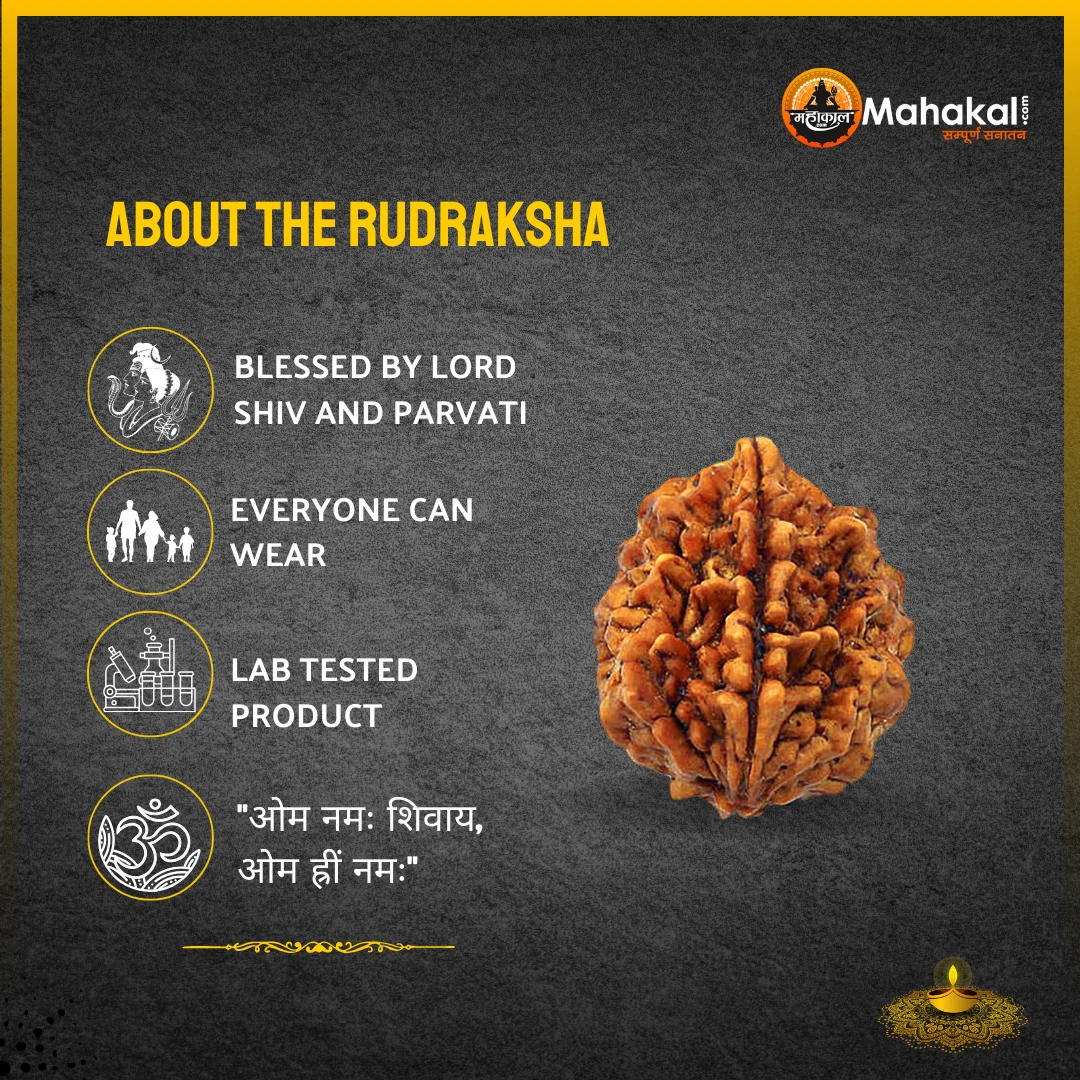 महाकाल
.com
Mahakal.com
सम्पूर्ण सनातन
ABOUT THE RUDRAKSHA
BLESSED BY LORD
SHIV AND PARVATI
EVERYONE CAN
WEAR
LAB TESTED
PRODUCT
"ओम नमः शिवाय,
ओम ह्रीं नमः"